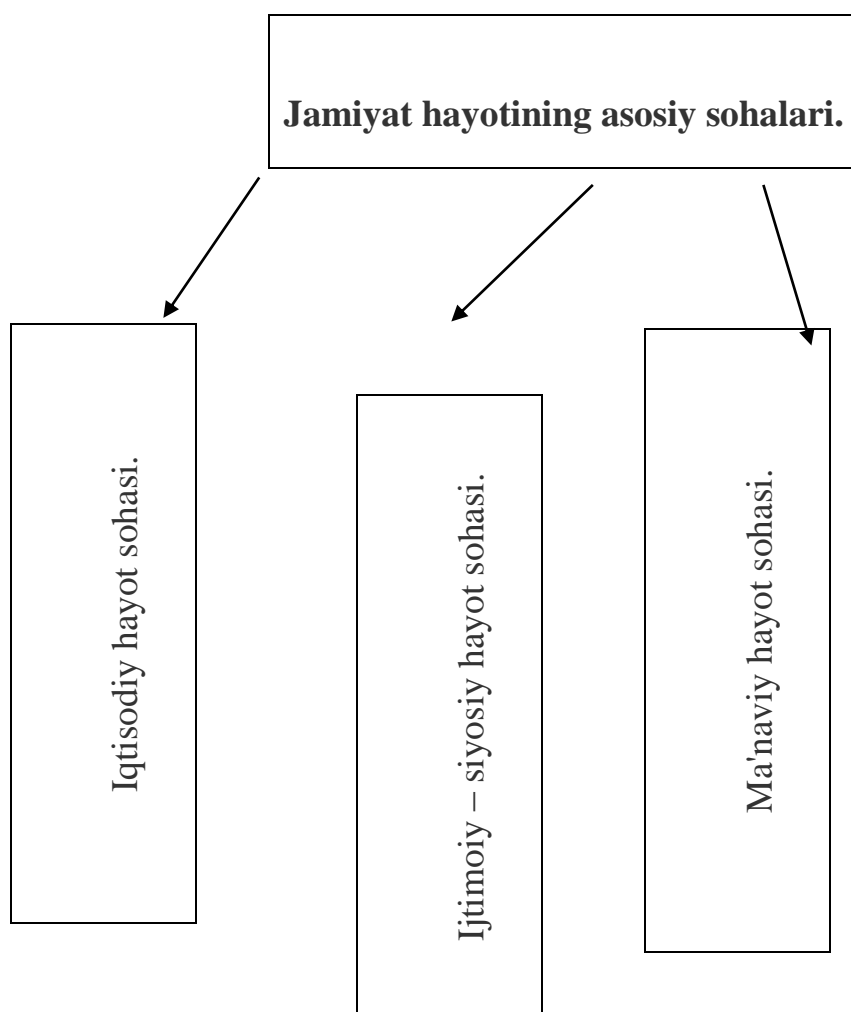 Jamiyat hayotining asosiy sohalari.
Iqtisodiy hayot sohasi.
Ijtimoiy – siyosiy hayot sohasi.
Ma'naviy hayot sohasi.